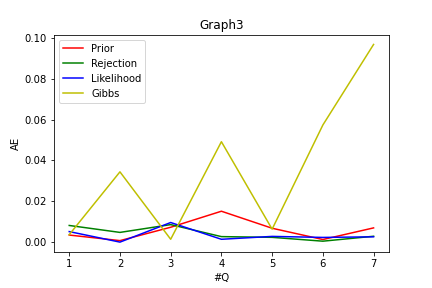 Graph3
Prior
Rejection
Likelihood
Gibbs
AE
0.10
0.08
0.06
0.04
0.02
0.00
1 2 3 4 5 6 7
#Q